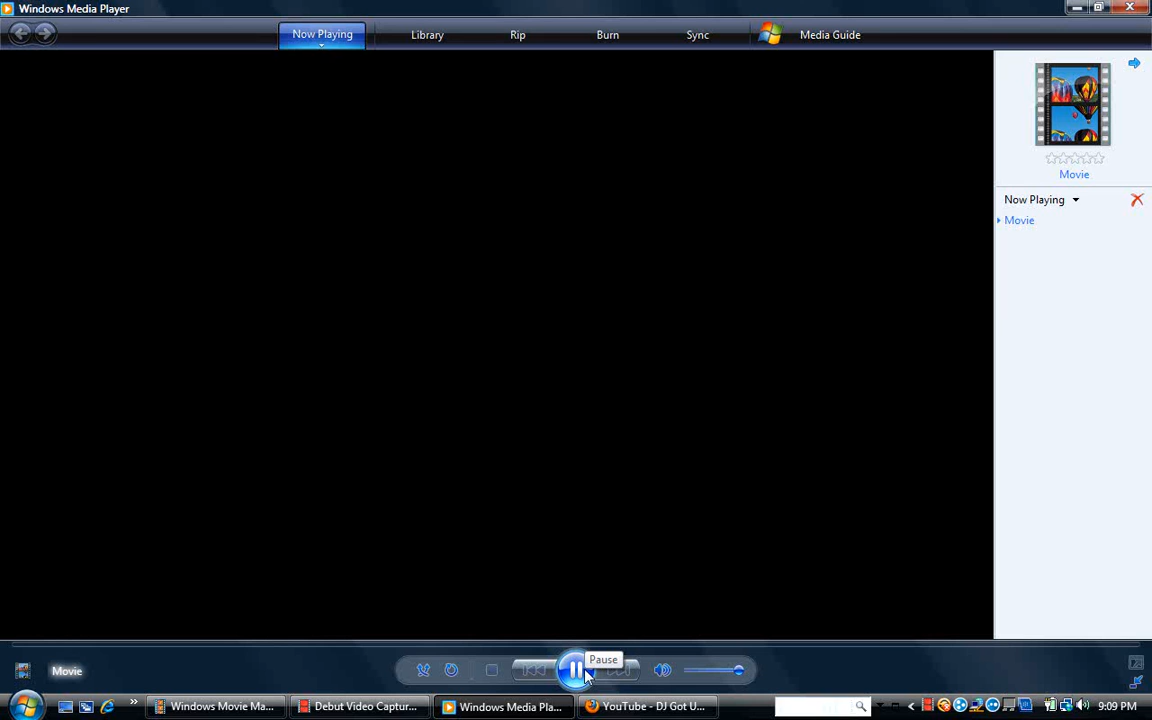 Windows Media Player
Now Playing
Library
Rip
Burn
Sync
Media Guide
Movie
Now Playing
Movie
Pause
Movie
Windows Movie Ma...
Debut Video Captur...
Windows Media Pla...
YouTube - DJ Got U...
9:09 PM